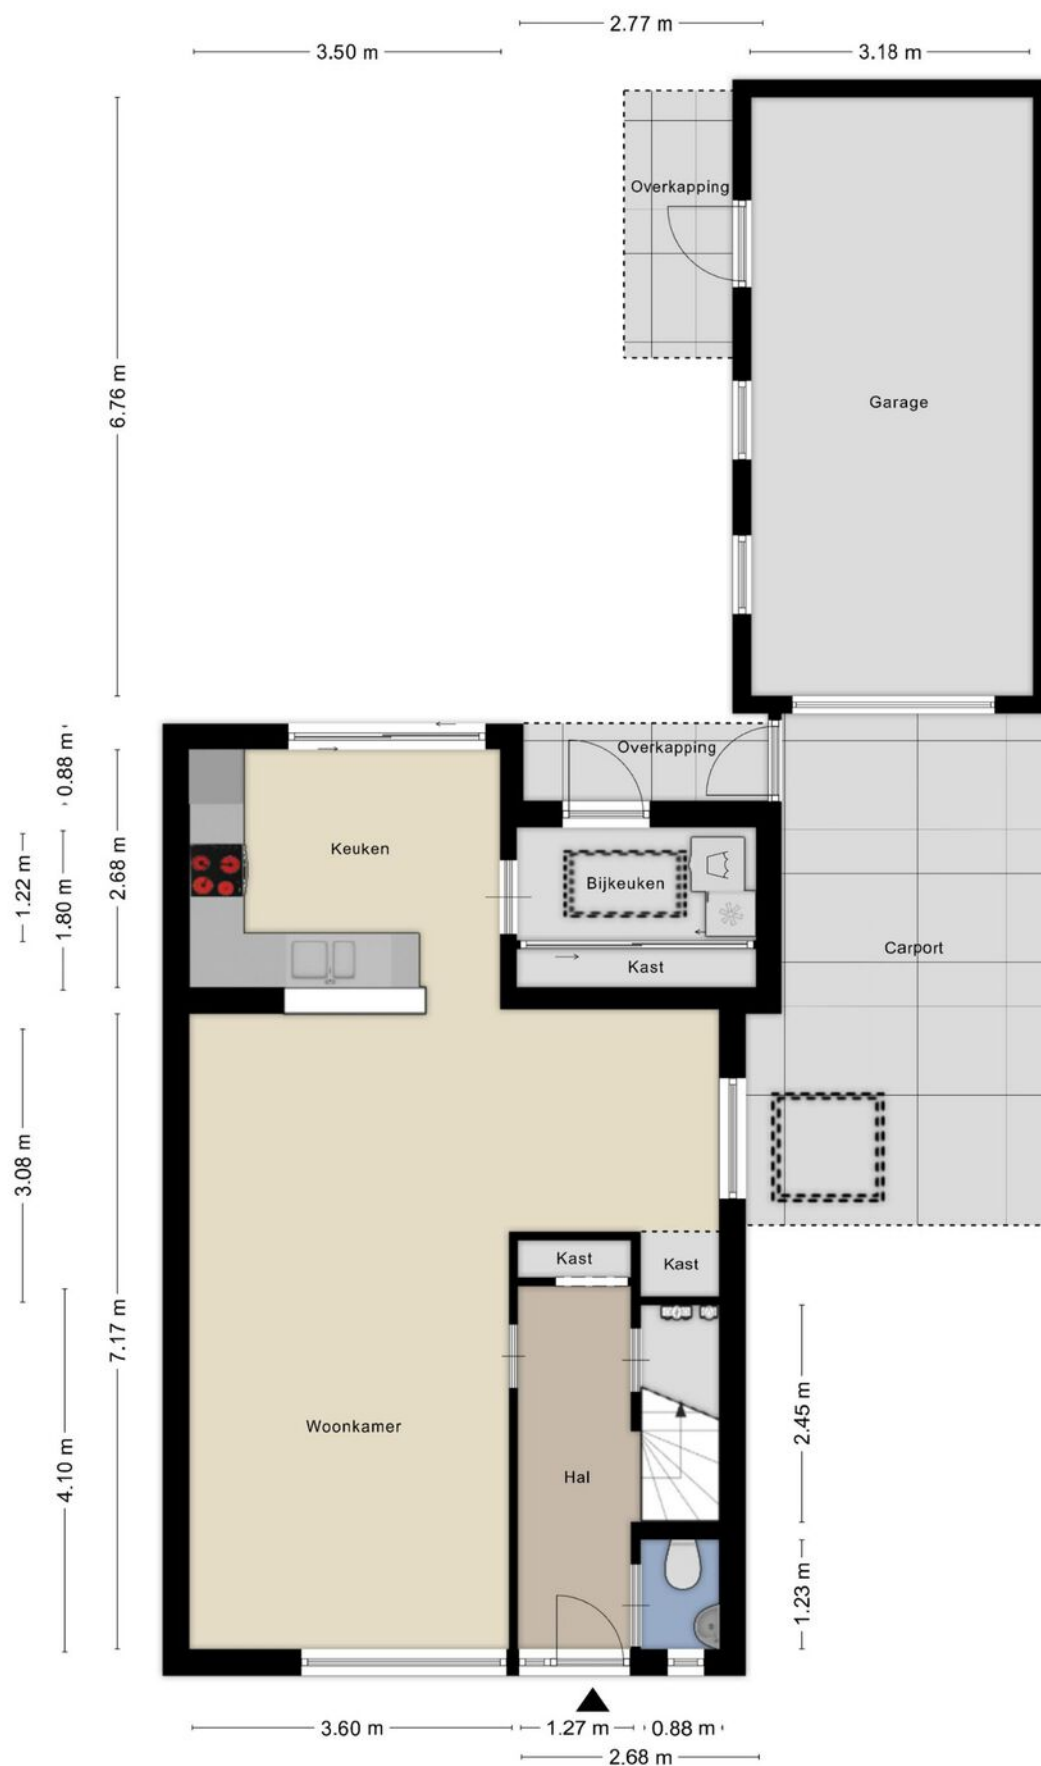 2.77 m
3.50 m
3.18 m
Overkapping
6.76 m
Garage
0.88 m
Overkapping
Keuken
1.22 m
1.80 m
2.68 m
Bijkeuken
Kast
Carport
3.08 m
Kast
Kast
7.17 m
2.45 m
Woonkamer
4.10 m
Hal
1.23 m
3.60 m
1.27 m
0.88 m
2.68 m